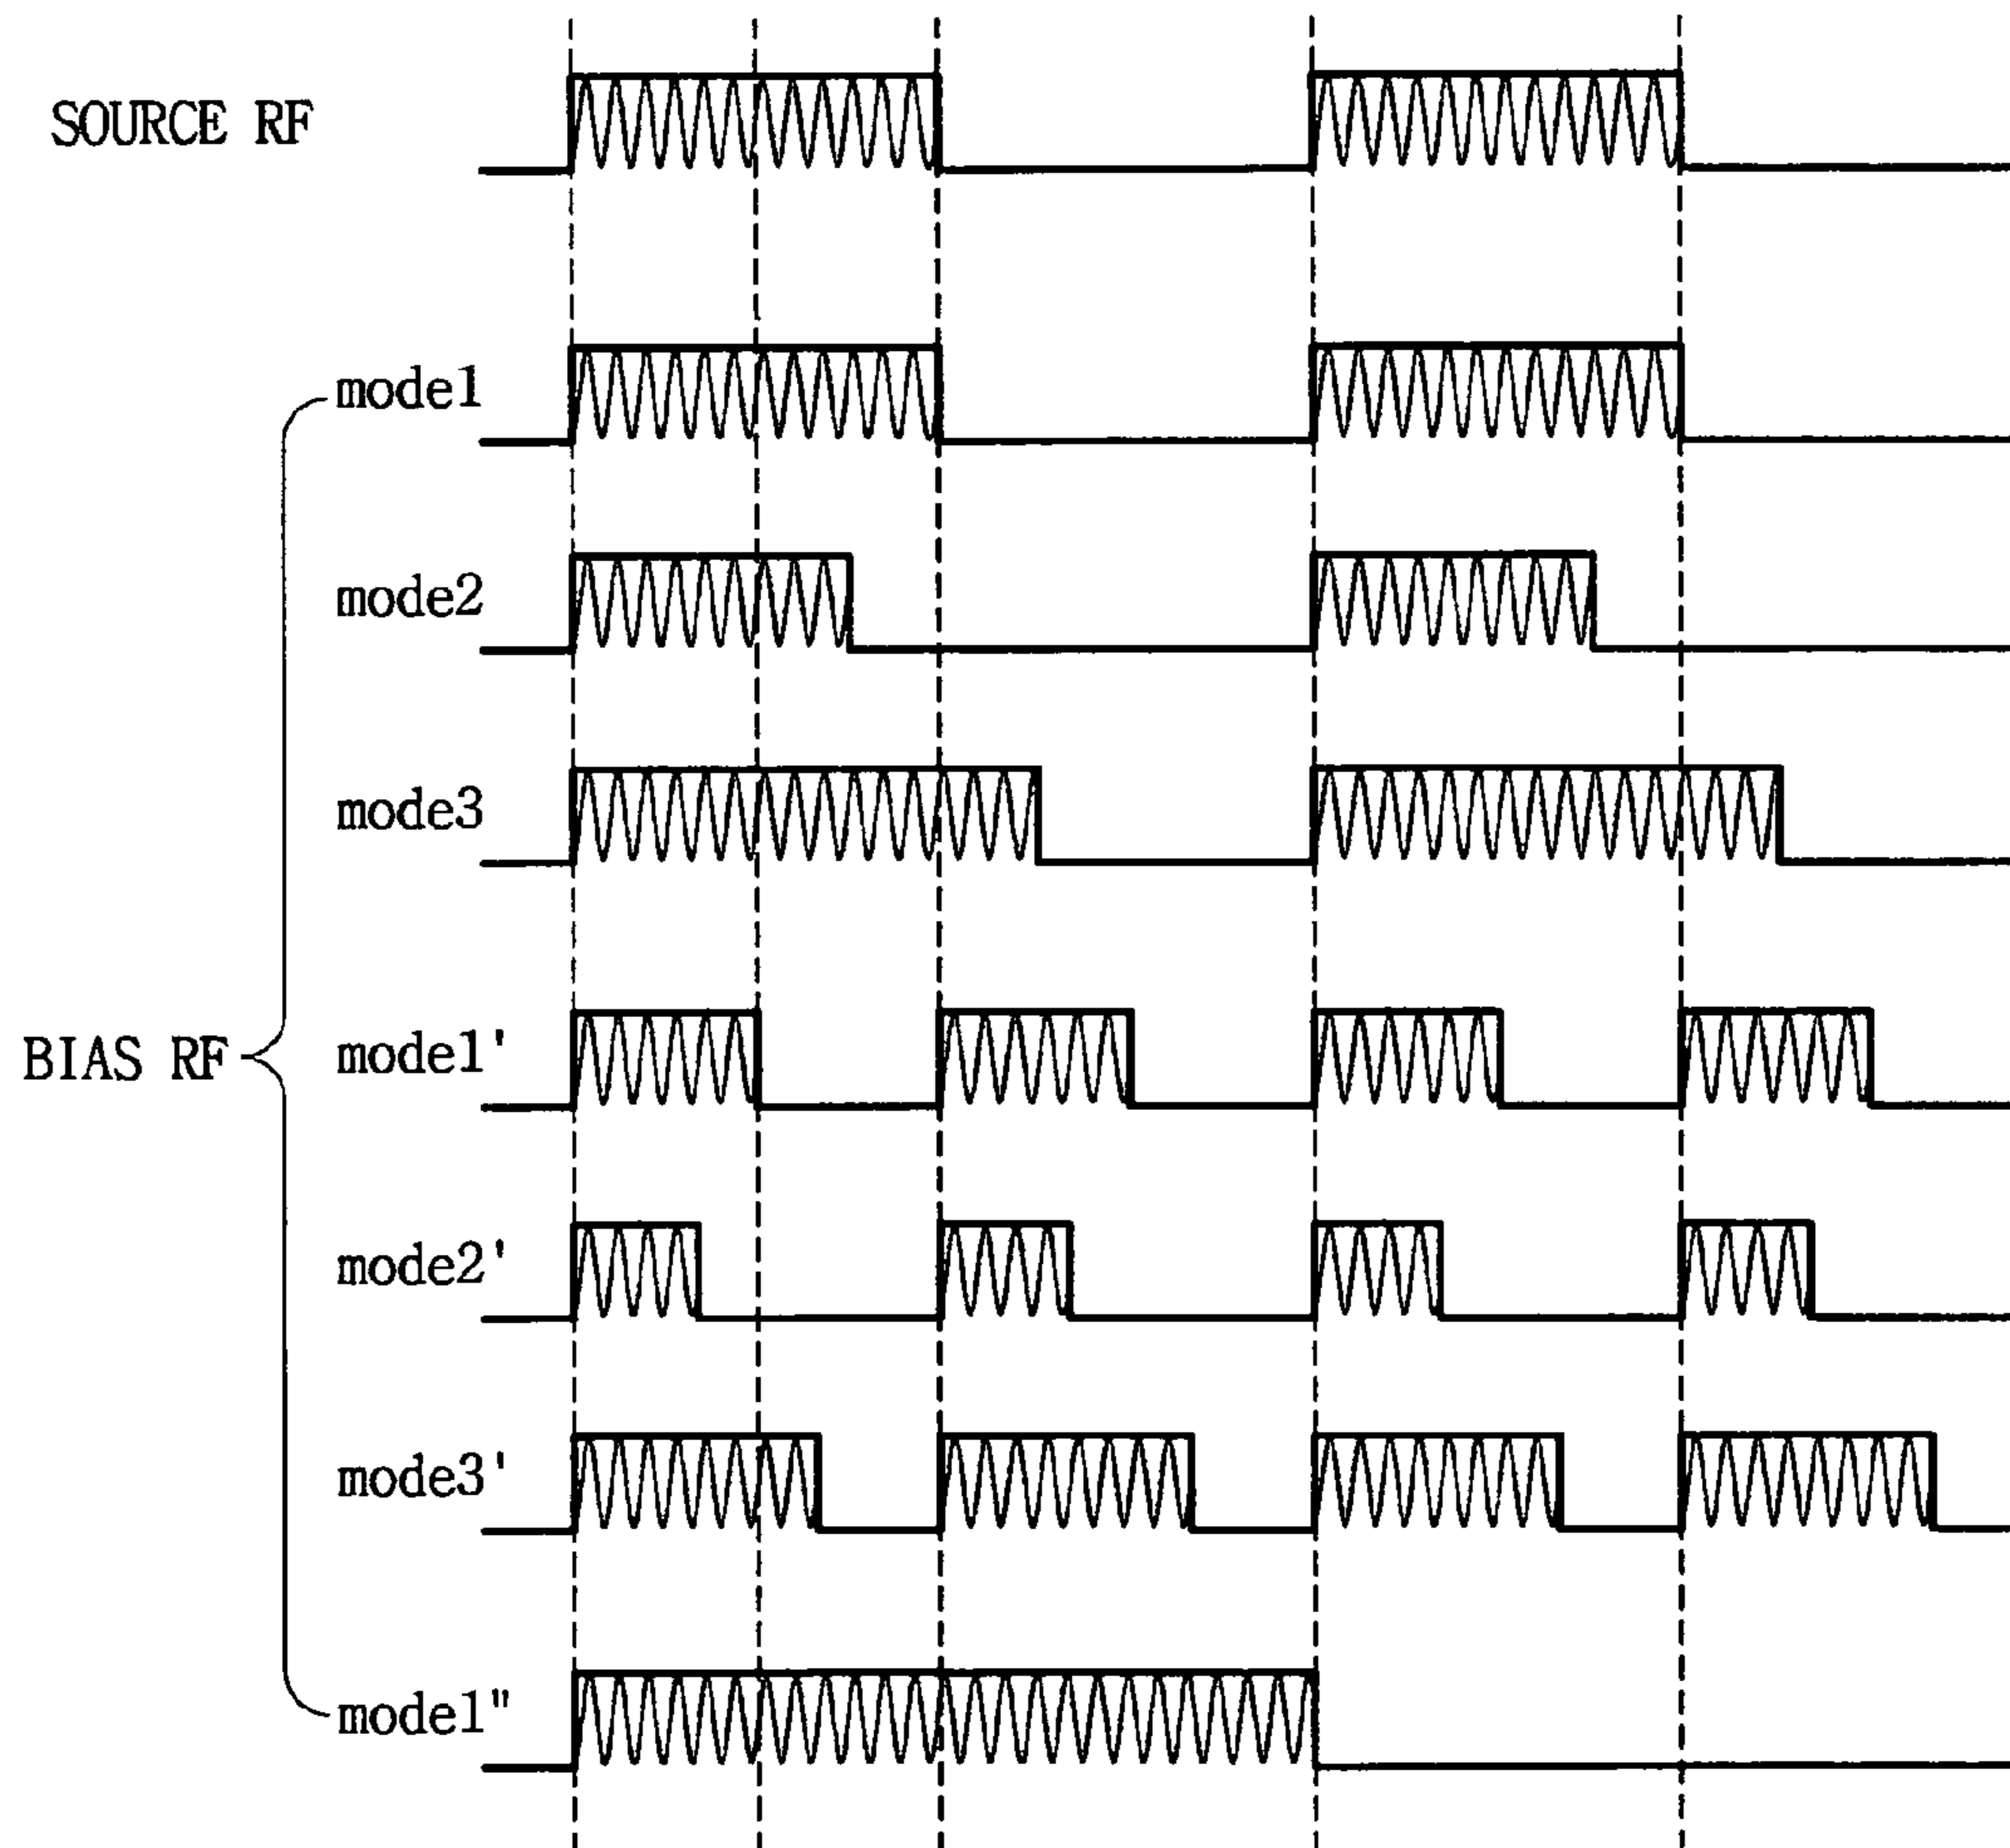 SOURCE RF
mode1
mode2
mode3
BIAS RF
mode1'
mode2'
mode3'
mode1"